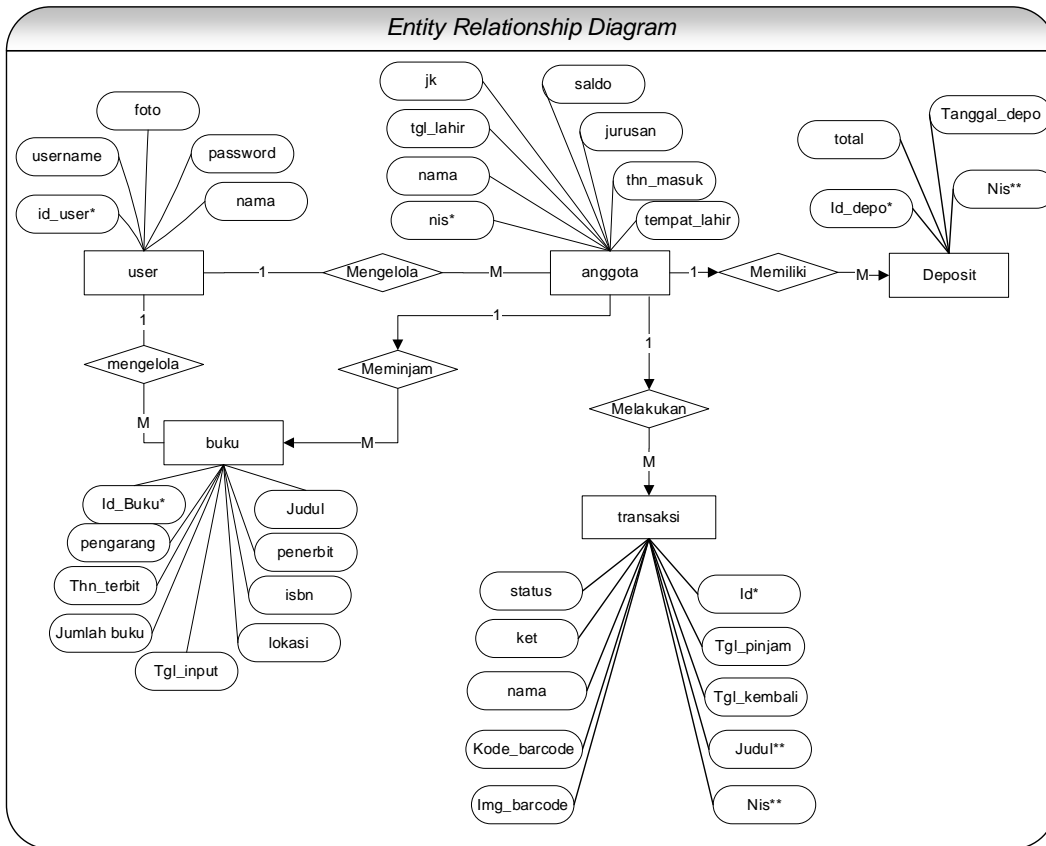 Entity Relationship Diagram
foto
username
password
id_user*
nama
user
jk
saldo
tgl_lahir
jurusan
nama
thn_masuk
nis*
tempat_lahir
anggota
Tanggal_depo
total
Nis**
Id_depo*
Deposit
1
Mengelola
M
1
Memiliki
M
1
mengelola
M
1
Meminjam
M
1
Melakukan
M
buku
Id_Buku*
Judul
pengarang
penerbit
Thn_terbit
isbn
Jumlah buku
lokasi
Tgl_input
transaksi
status
Id*
ket
Tgl_pinjam
nama
Tgl_kembali
Kode_barcode
Judul**
Img_barcode
Nis**